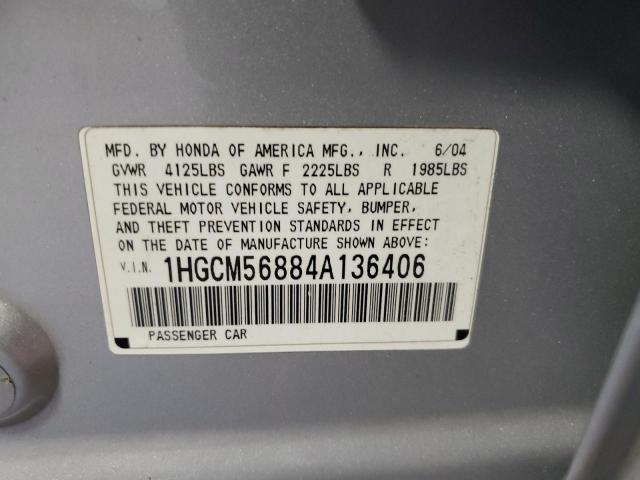 MFD. BY HONDA OF AMERICA MFG., INC. 6/04
GVWR 4125LBS GAWR F 2225LBS R 1985LBS
THIS VEHICLE CONFORMS TO ALL APPLICABLE
FEDERAL MOTOR VEHICLE SAFETY, BUMPER,
AND THEFT PREVENTION STANDARDS IN EFFECT
ON THE DATE OF MANUFACTURE SHOWN ABOVE:
V.I.N. 1HGCM56884A136406
PASSENGER CAR